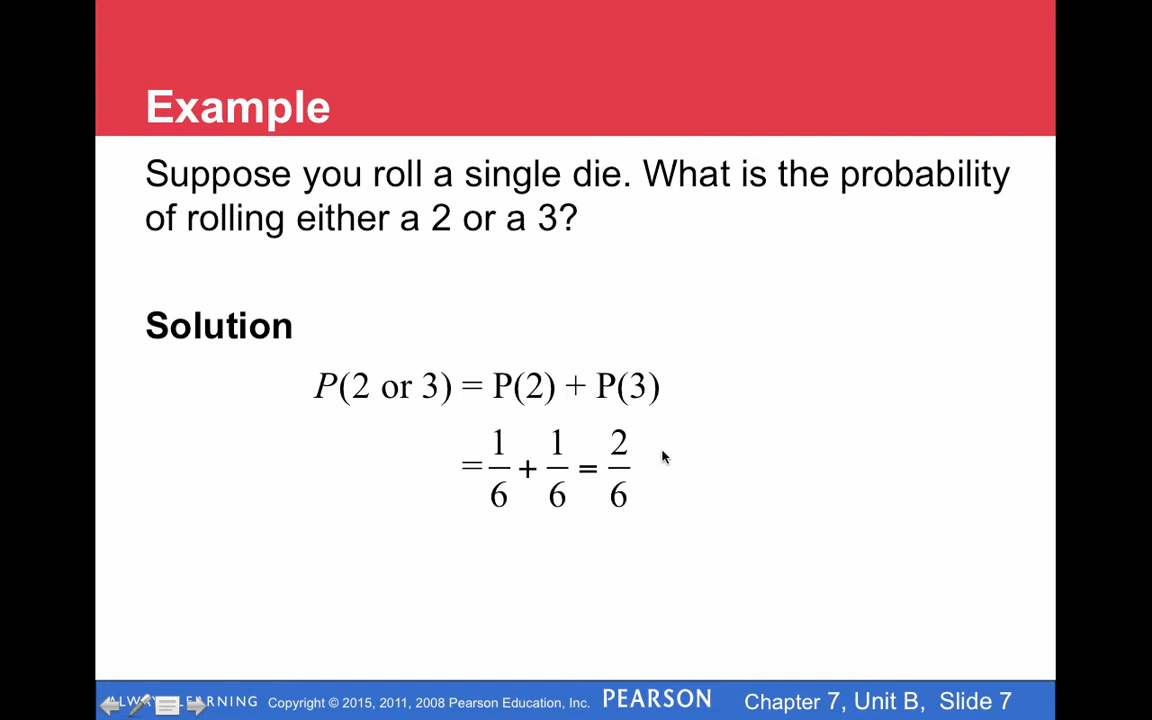 Example
Suppose you roll a single die. What is the probability
of rolling either a 2 or a 3?
Solution
P(2 or 3) = P(2) + P(3)
= 1/6 + 1/6 = 2/6
LEARNING Copyright © 2015, 2011, 2008 Pearson Education, Inc. PEARSON Chapter 7, Unit B, Slide 7